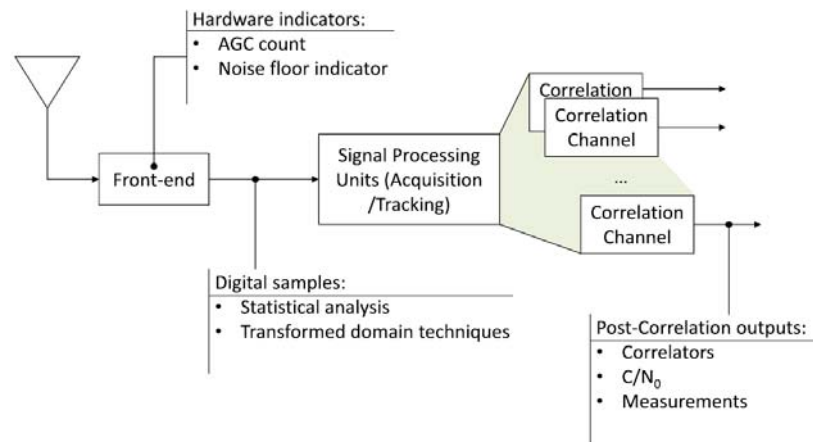 Hardware indicators:
• AGC count
• Noise floor indicator
Front-end
Signal Processing
Units (Acquisition
/Tracking)
Correlation
Correlation
Channel
...
Correlation
Channel
Digital samples:
• Statistical analysis
• Transformed domain techniques
Post-Correlation outputs:
• Correlators
• C/N₀
• Measurements